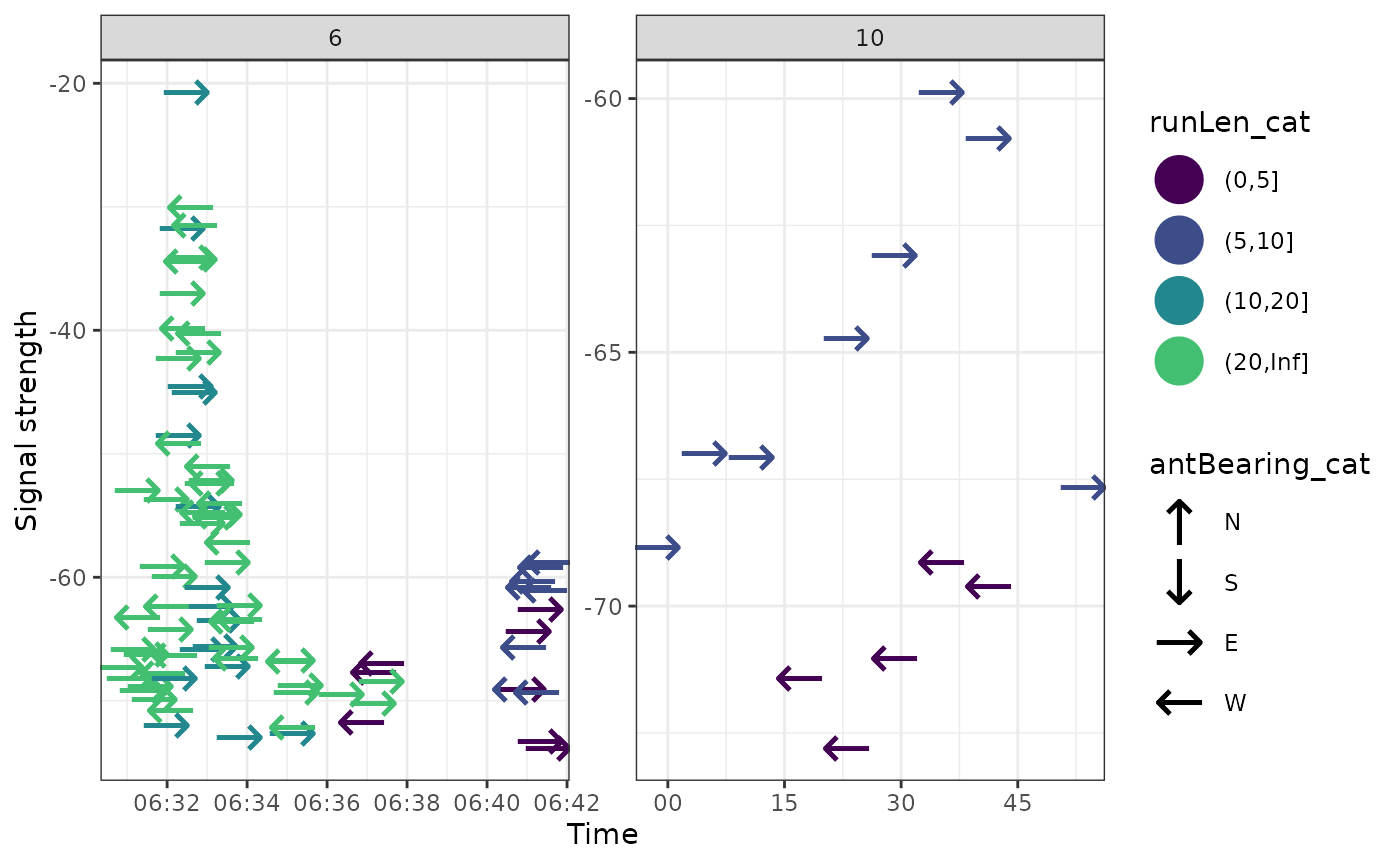 6
10
-20
-40
-60
-60
-65
-70
06:32 06:34 06:36 06:38 06:40 06:42
00 15 30 45
Signal strength
Time
runLen_cat
(0,5]
(5,10]
(10,20]
(20,Inf]
antBearing_cat
N
S
E
W